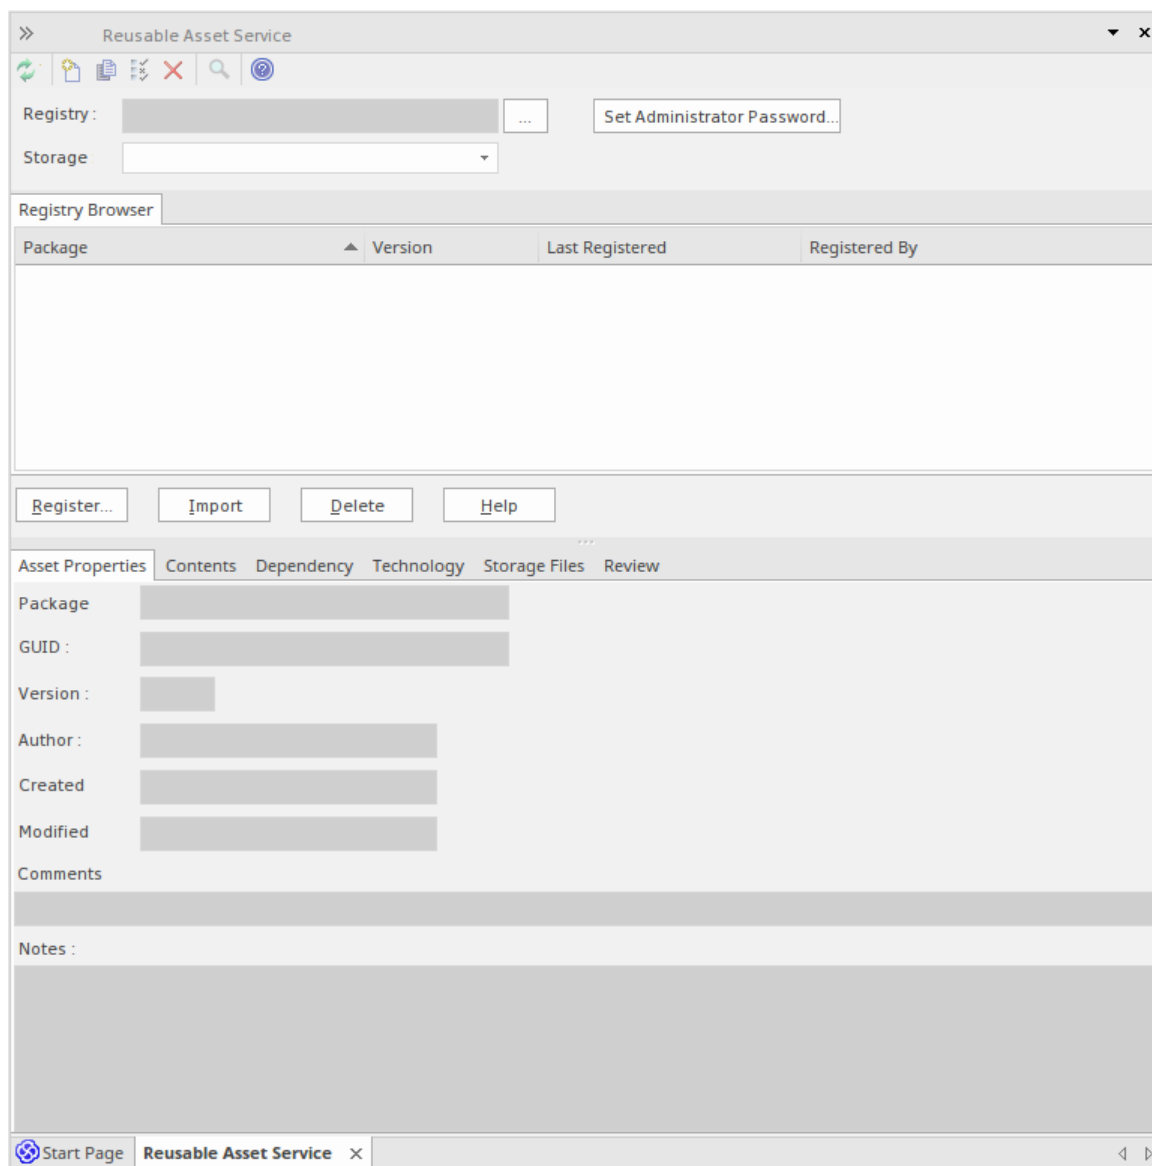 Reusable Asset Service
Registry : ... Set Administrator Password...
Storage
Registry Browser
Package Version Last Registered Registered By
Register... Import Delete Help
Asset Properties Contents Dependency Technology Storage Files Review
Package
GUID :
Version :
Author :
Created
Modified
Comments
Notes :
Start Page Reusable Asset Service